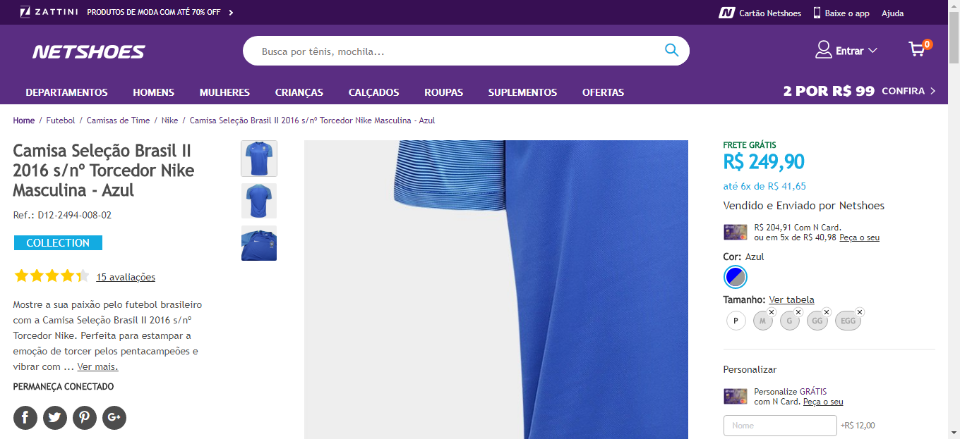 ZATTINI PRODUTOS DE MODA COM ATÉ 70% OFF
Cartão Netshoes Baixe o app Ajuda
NETSHOES
Busca por tênis, mochila...
Entrar
0
DEPARTAMENTOS HOMENS MULHERES CRIANÇAS CALÇADOS ROUPAS SUPLEMENTOS OFERTAS
2 POR R$ 99 CONFIRA
Home / Futebol / Camisas de Time / Nike / Camisa Seleção Brasil II 2016 s/nº Torcedor Nike Masculina - Azul
Camisa Seleção Brasil II
2016 s/nº Torcedor Nike
Masculina - Azul
Ref.: D12-2494-008-02
COLLECTION
15 avaliações
Mostre a sua paixão pelo futebol brasileiro
com a Camisa Seleção Brasil II 2016 s/nº
Torcedor Nike. Perfeita para estampar a
emoção de torcer pelos pentacampeões e
vibrar com ... Ver mais.
PERMANEÇA CONECTADO
FRETE GRÁTIS
R$ 249,90
até 6x de R$ 41,65
Vendido e Enviado por Netshoes
R$ 204,91 Com N Card.
ou em 5x de R$ 40,98 Peça o seu
Cor: Azul
Tamanho: Ver tabela
P M G GG EGG
Personalizar
Personalize GRÁTIS
com N Card. Peça o seu
Nome +R$ 12,00